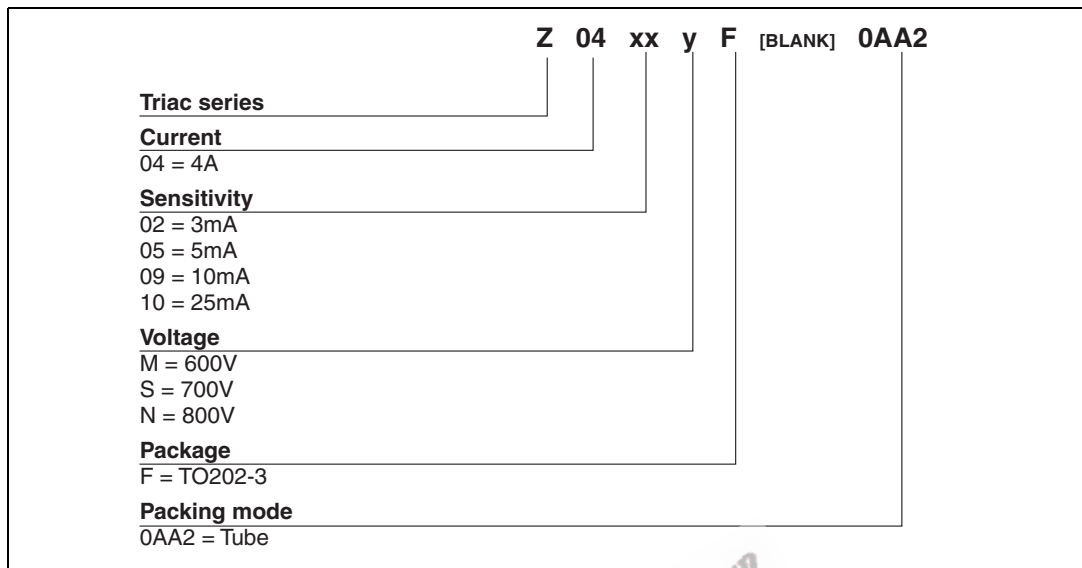 Z 04 xx y F [BLANK] 0AA2
Triac series
Current
04 = 4A
Sensitivity
02 = 3mA
05 = 5mA
09 = 10mA
10 = 25mA
Voltage
M = 600V
S = 700V
N = 800V
Package
F = TO202-3
Packing mode
0AA2 = Tube